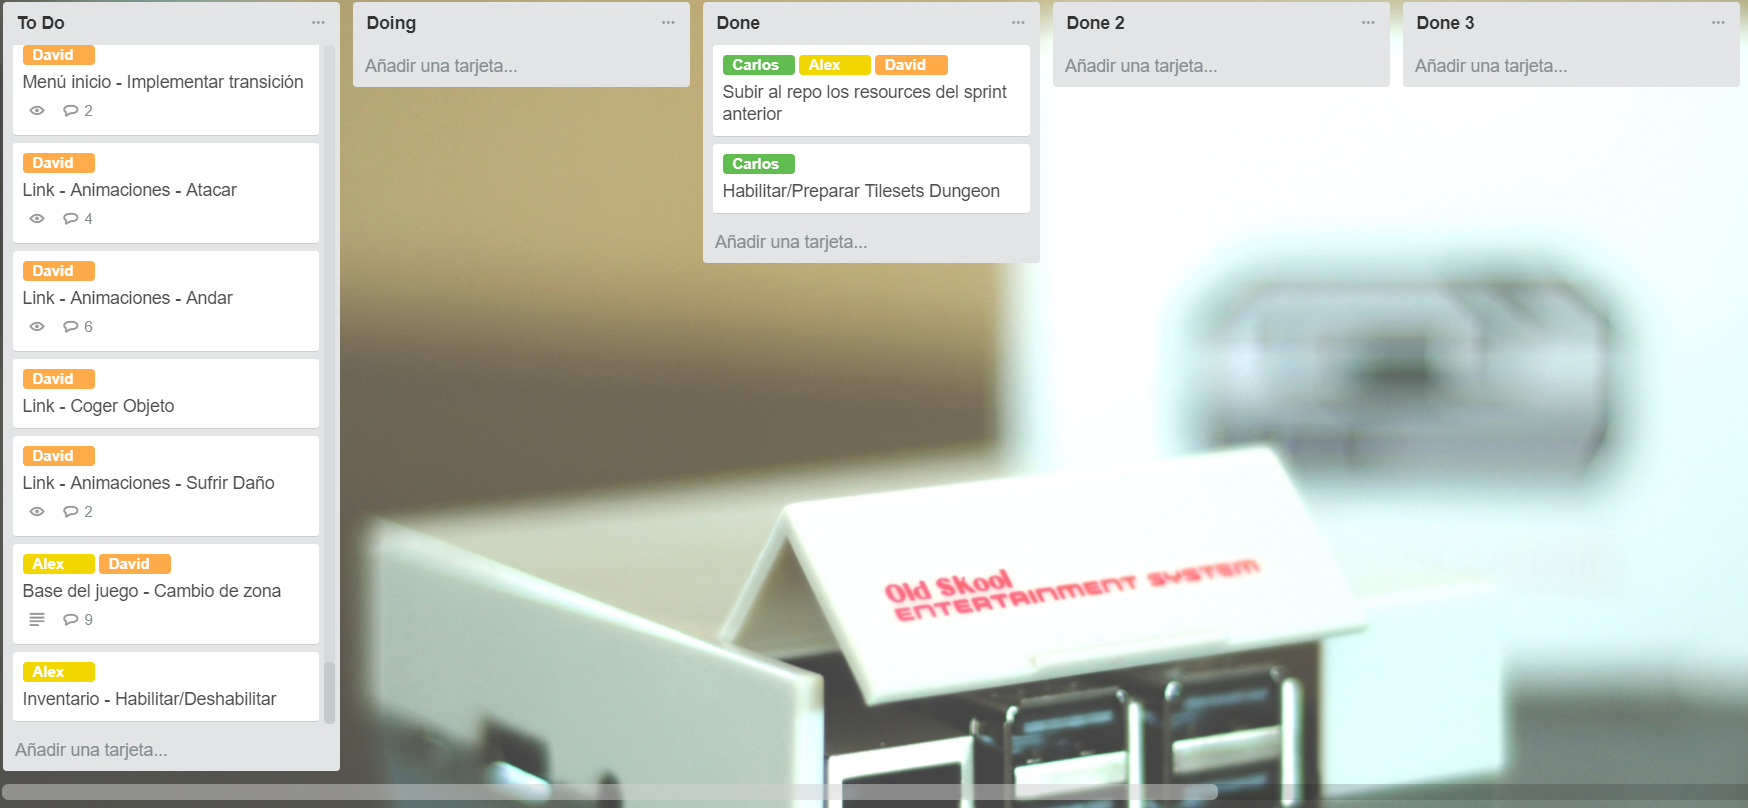 To Do
David
Menú inicio - Implementar transición
2
David
Link - Animaciones - Atacar
4
David
Link - Animaciones - Andar
6
David
Link - Coger Objeto
David
Link - Animaciones - Sufrir Daño
2
Alex David
Base del juego - Cambio de zona
9
Alex
Inventario - Habilitar/Deshabilitar
Añadir una tarjeta...
Doing
Añadir una tarjeta...
Done
Carlos Alex David
Subir al repo los resources del sprint
anterior
Carlos
Habilitar/Preparar Tilesets Dungeon
Añadir una tarjeta...
Done 2
Añadir una tarjeta...
Done 3
Añadir una tarjeta...
Old SKool
ENTERTAINMENT SYSTEM